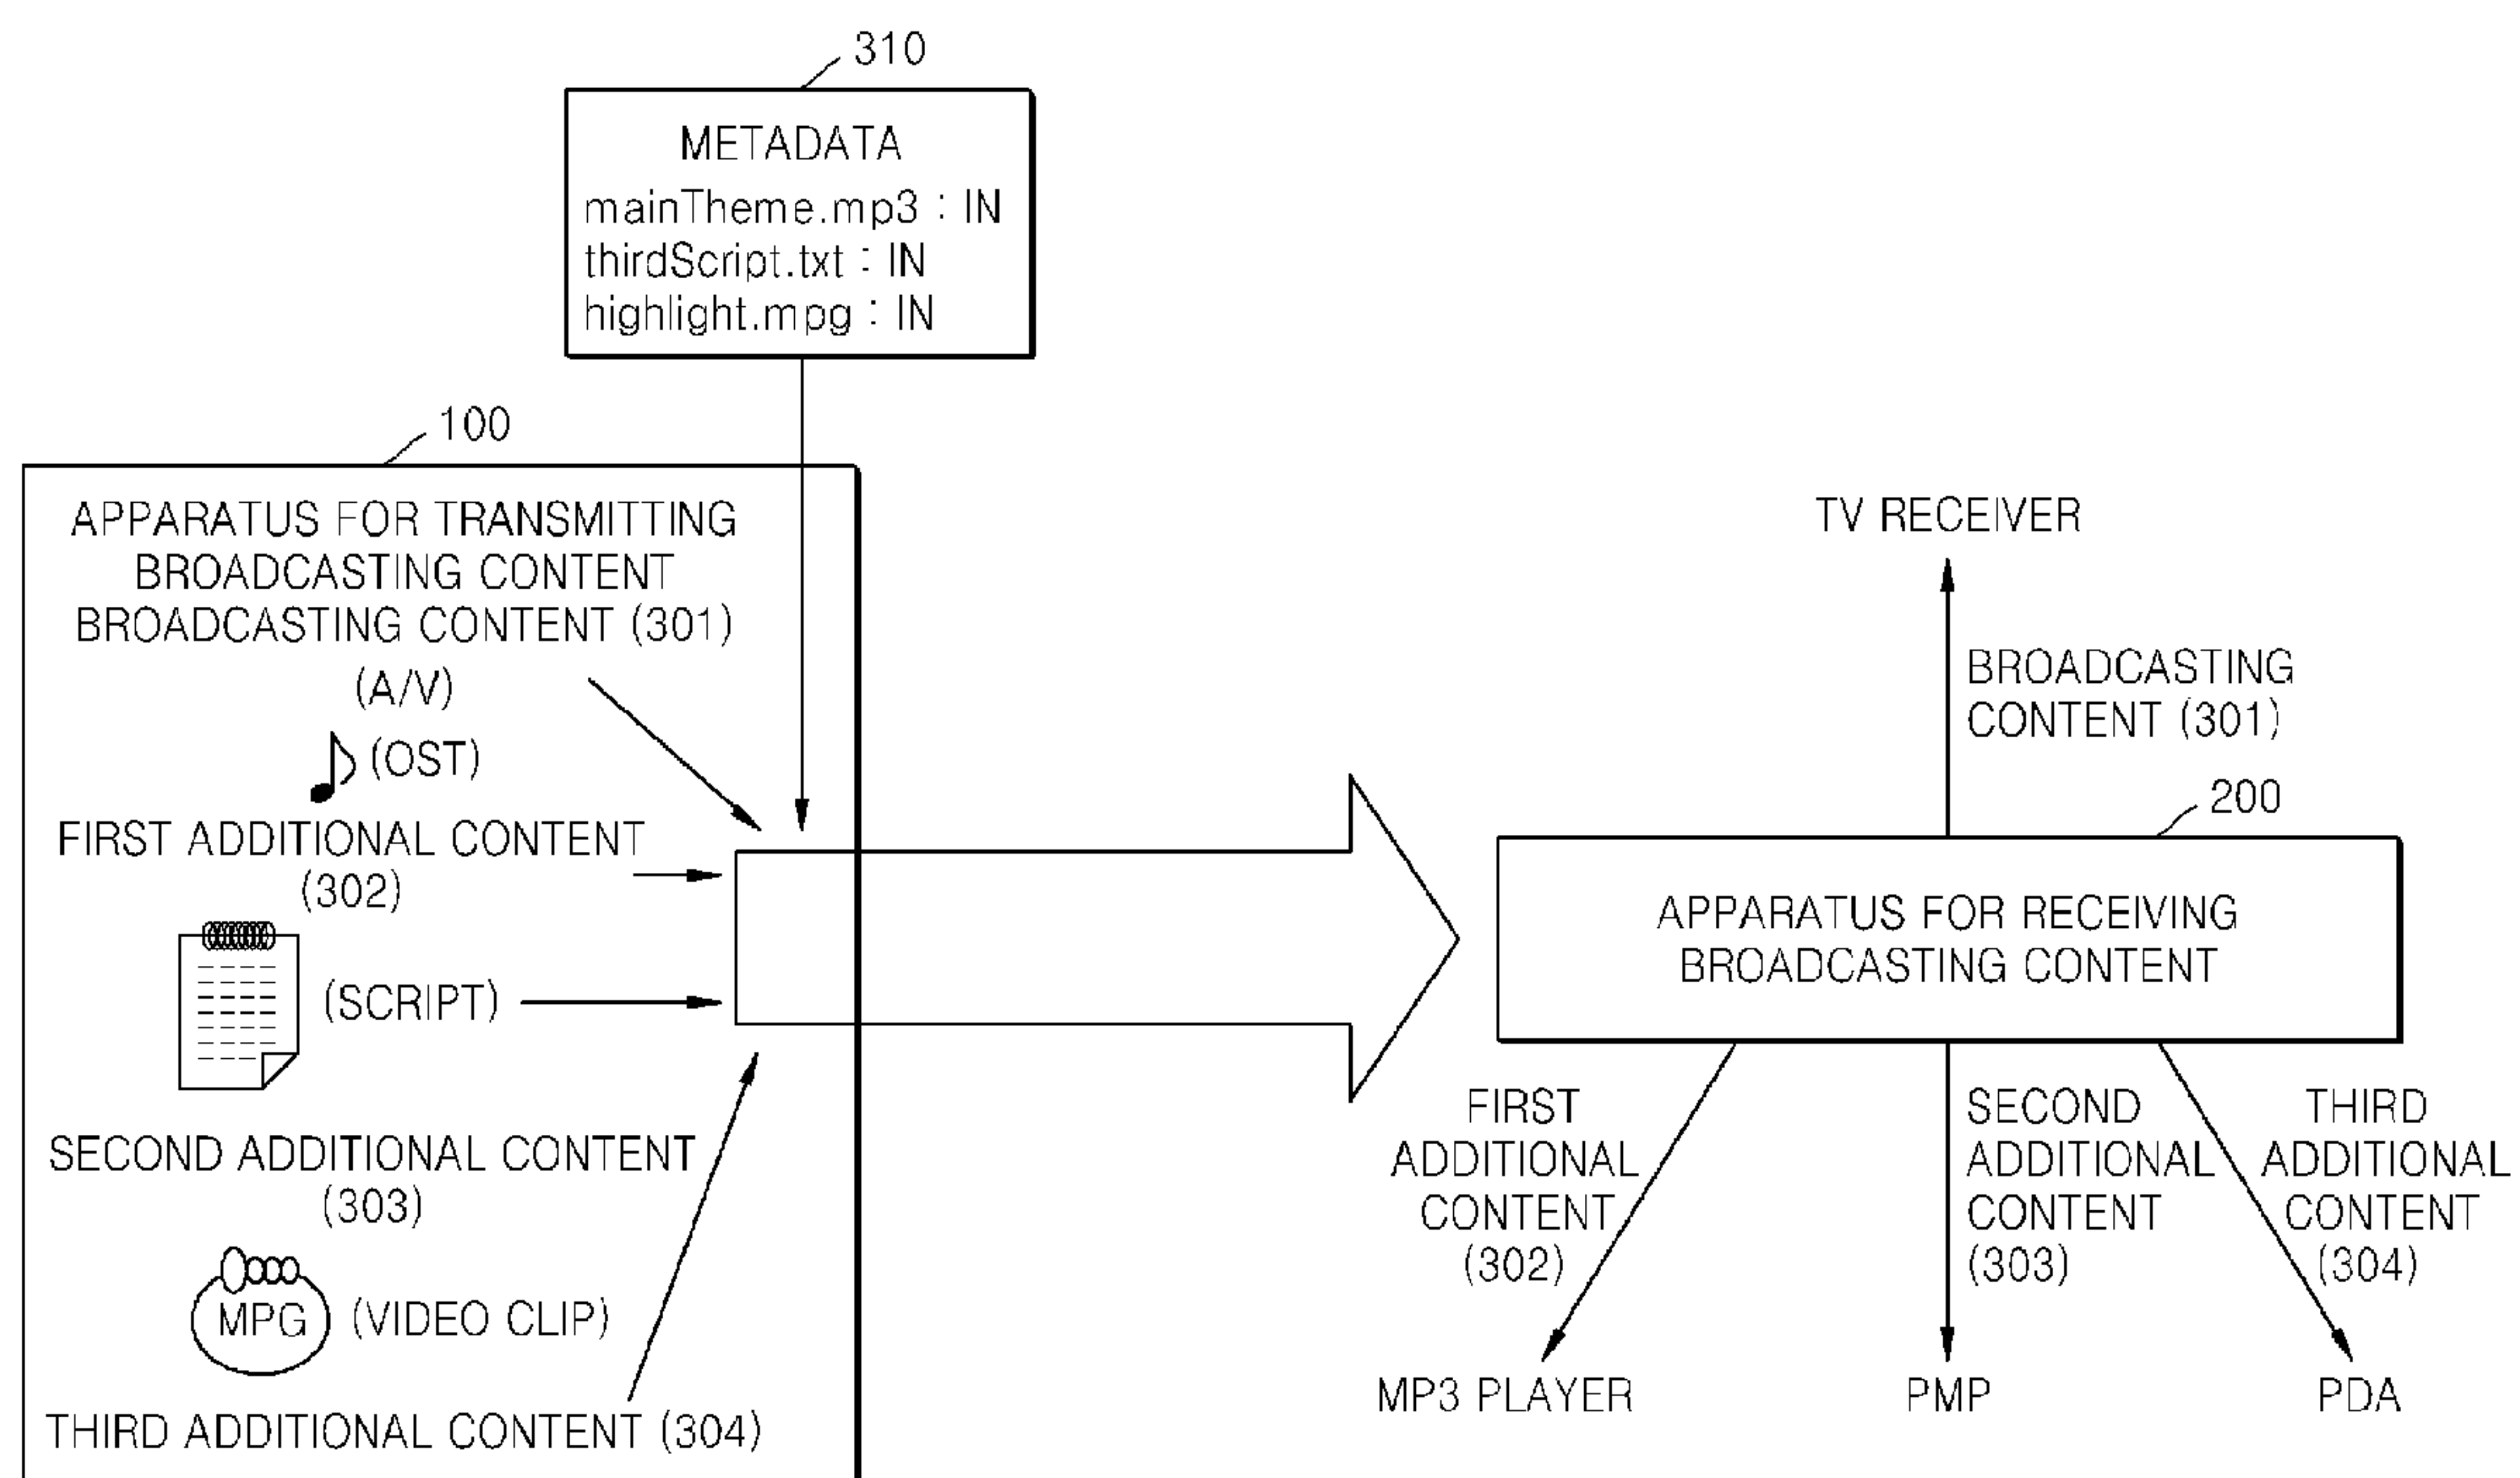 310
METADATA
mainTheme.mp3 : IN
thirdScript.txt : IN
highlight.mpg : IN
100
APPARATUS FOR TRANSMITTING
BROADCASTING CONTENT
BROADCASTING CONTENT (301)
(A/V)
(OST)
FIRST ADDITIONAL CONTENT
(302)
(SCRIPT)
SECOND ADDITIONAL CONTENT
(303)
MPG (VIDEO CLIP)
THIRD ADDITIONAL CONTENT (304)
TV RECEIVER
BROADCASTING
CONTENT (301)
200
APPARATUS FOR RECEIVING
BROADCASTING CONTENT
FIRST
ADDITIONAL
CONTENT
(302)
SECOND
ADDITIONAL
CONTENT
(303)
THIRD
ADDITIONAL
CONTENT
(304)
MP3 PLAYER
PMP
PDA